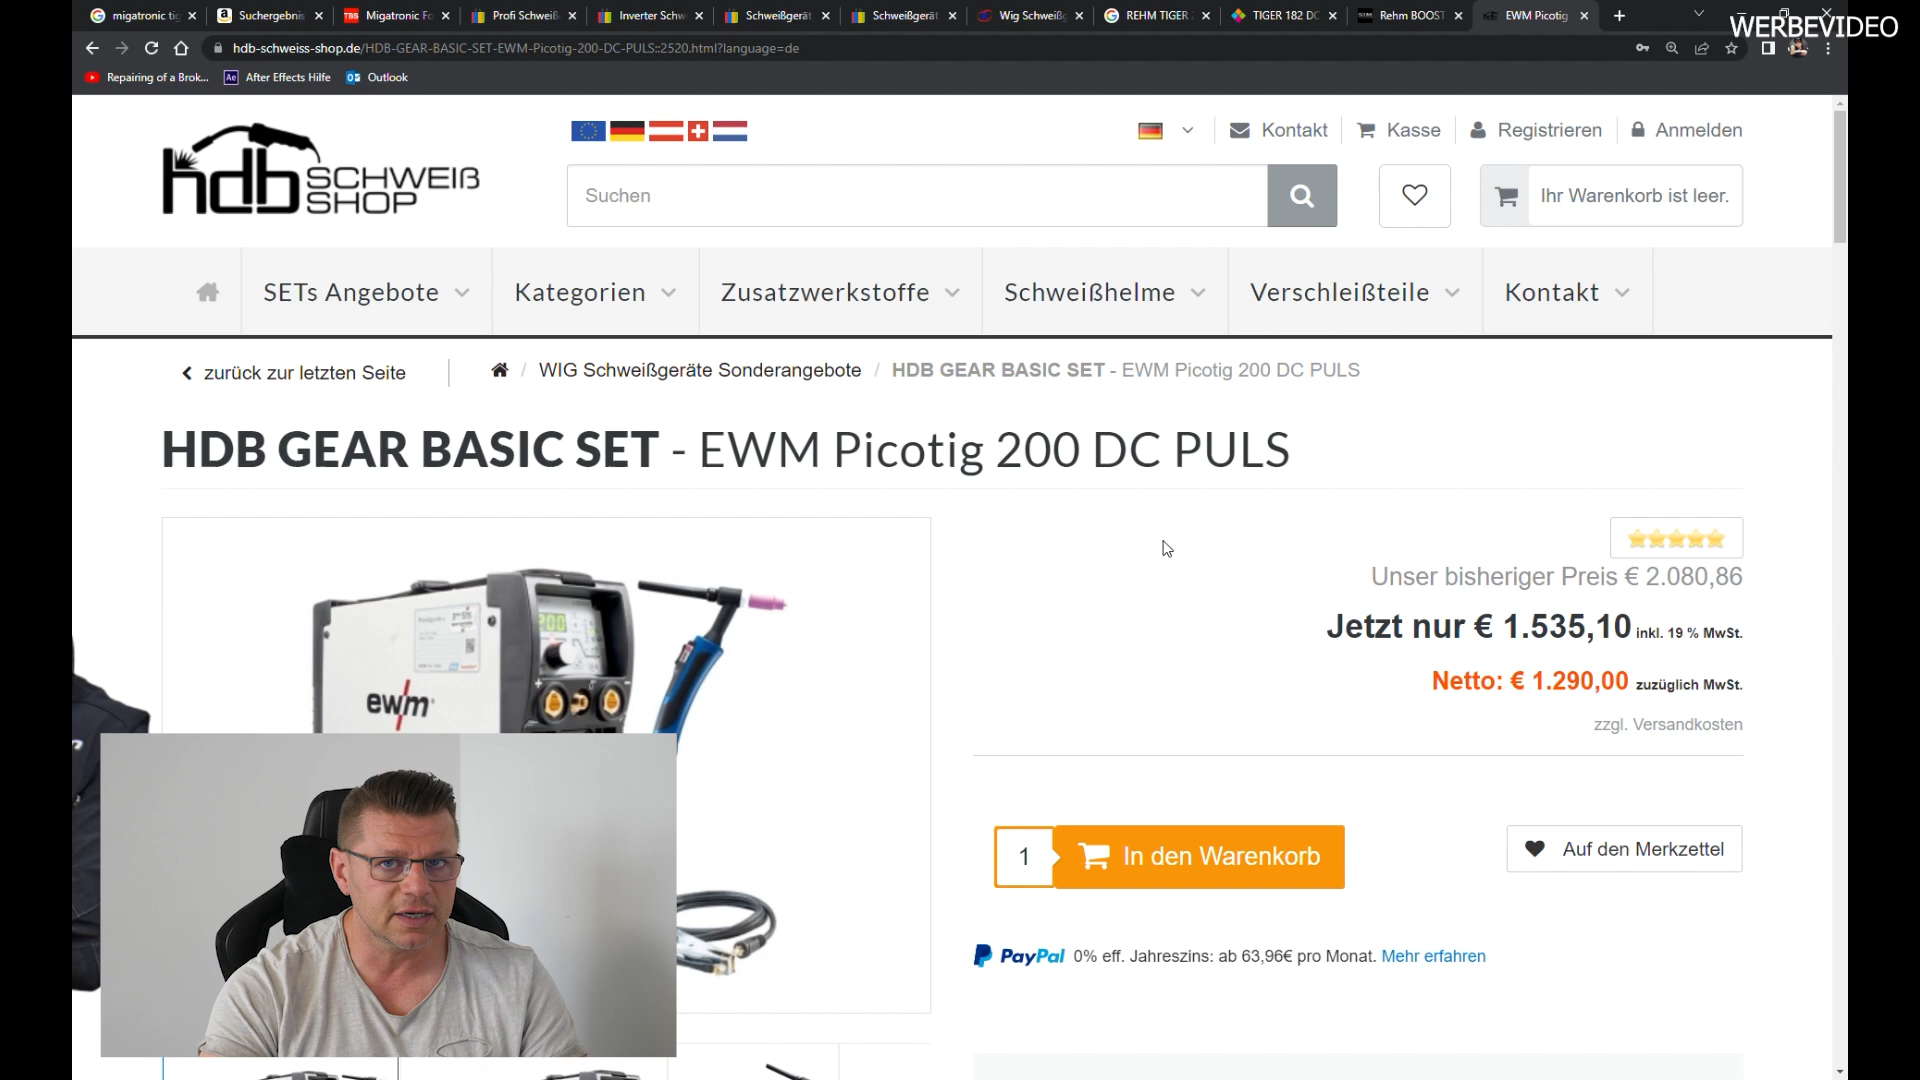 migatronic tig
Suchergebnis
TBS
Migatronic Fo
Profi Schweiß
Inverter Schw
Schweißgerät
Schweißgerät
Wig Schweißg
REHM TIGER
TIGER 182 DC
Rehm BOOST
EWM Picotig
WERBEVIDEO
hdb-schweiss-shop.de/HDB-GEAR-BASIC-SET-EWM-Picotig-200-DC-PULS::2520.html?language=de
Repairing of a Brok...
Ae
After Effects Hilfe
Outlook
hdb SCHWEIß
SHOP
Kontakt
Kasse
Registrieren
Anmelden
Suchen
Ihr Warenkorb ist leer.
SETs Angebote
Kategorien
Zusatzwerkstoffe
Schweißhelme
Verschleißteile
Kontakt
zurück zur letzten Seite
/ WIG Schweißgeräte Sonderangebote / HDB GEAR BASIC SET - EWM Picotig 200 DC PULS
HDB GEAR BASIC SET - EWM Picotig 200 DC PULS
Unser bisheriger Preis € 2.080,86
Jetzt nur € 1.535,10 inkl. 19 % MwSt.
Netto: € 1.290,00 zuzüglich MwSt.
zzgl. Versandkosten
200
ewm
1
In den Warenkorb
Auf den Merkzettel
PayPal 0% eff. Jahreszins: ab 63,96€ pro Monat. Mehr erfahren